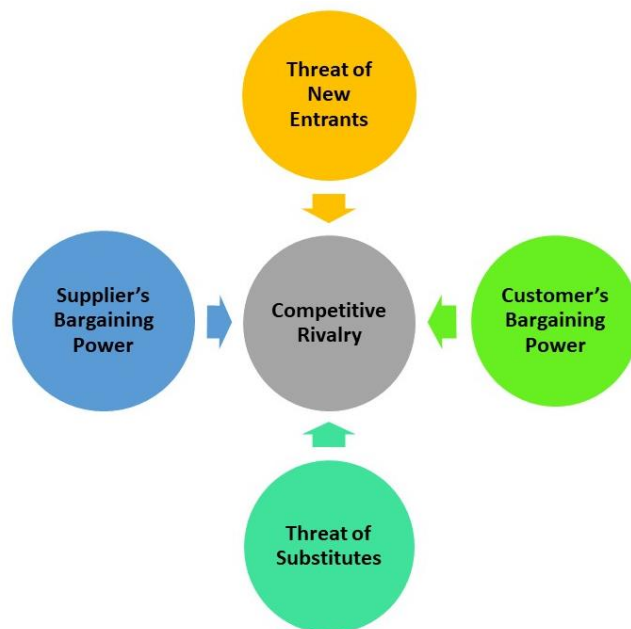 Threat of
New
Entrants
Supplier’s
Bargaining
Power
Competitive
Rivalry
Customer’s
Bargaining
Power
Threat of
Substitutes